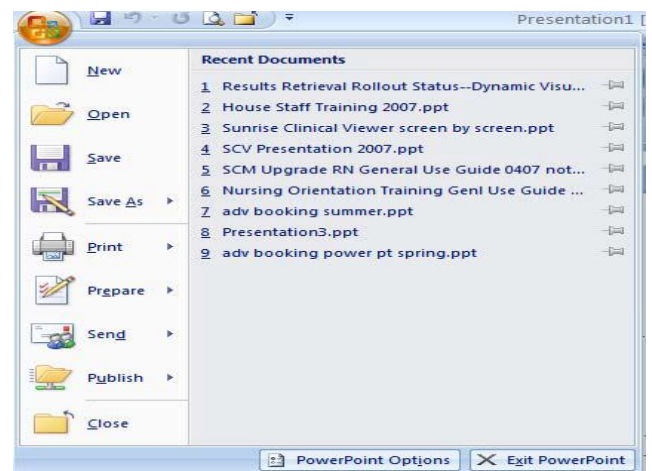 Presentation1 [
New
Open
Save
Save As
Print
Prepare
Send
Publish
Close
Recent Documents
1 Results Retrieval Rollout Status--Dynamic Visu...
2 House Staff Training 2007.ppt
3 Sunrise Clinical Viewer screen by screen.ppt
4 SCV Presentation 2007.ppt
5 SCM Upgrade RN General Use Guide 0407 not...
6 Nursing Orientation Training Genl Use Guide ...
7 adv booking summer.ppt
8 Presentation3.ppt
9 adv booking power pt spring.ppt
PowerPoint Options
Exit PowerPoint